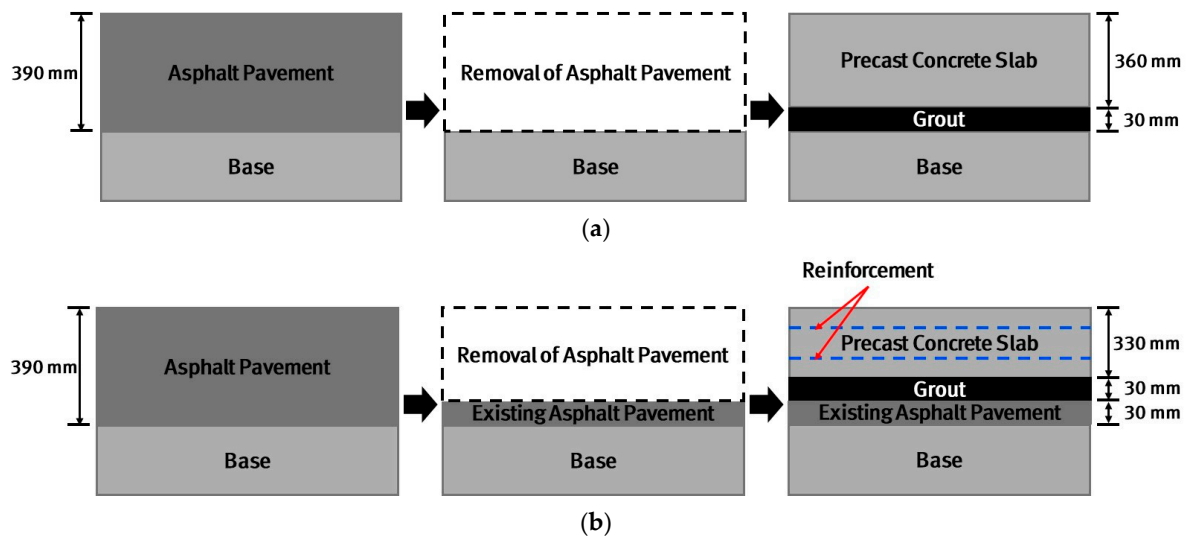 390 mm
Asphalt Pavement
Base
Removal of Asphalt Pavement
Base
Precast Concrete Slab
Grout
Base
360 mm
30 mm
(a)
390 mm
Asphalt Pavement
Base
Removal of Asphalt Pavement
Existing Asphalt Pavement
Base
Reinforcement
Precast Concrete Slab
Grout
Existing Asphalt Pavement
Base
330 mm
30 mm
30 mm
(b)